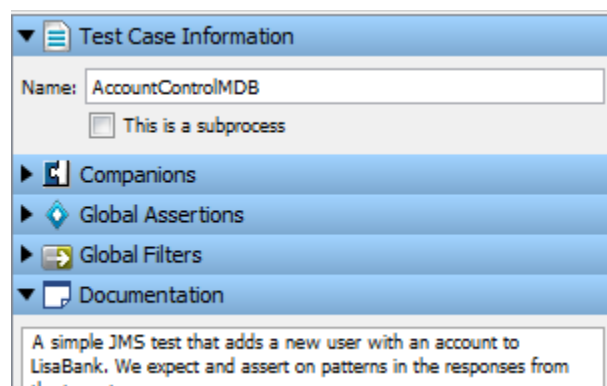 Test Case Information
Name: AccountControlMDB
This is a subprocess
Companions
Global Assertions
Global Filters
Documentation
A simple JMS test that adds a new user with an account to
LisaBank. We expect and assert on patterns in the responses from